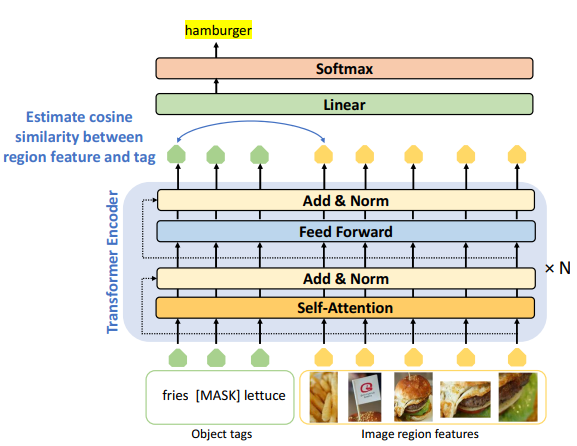 hamburger
Softmax
Linear
Estimate cosine
similarity between
region feature and tag
Add & Norm
Feed Forward
Add & Norm
Self-Attention
Transformer Encoder
× N
fries [MASK] lettuce
Object tags
Image region features